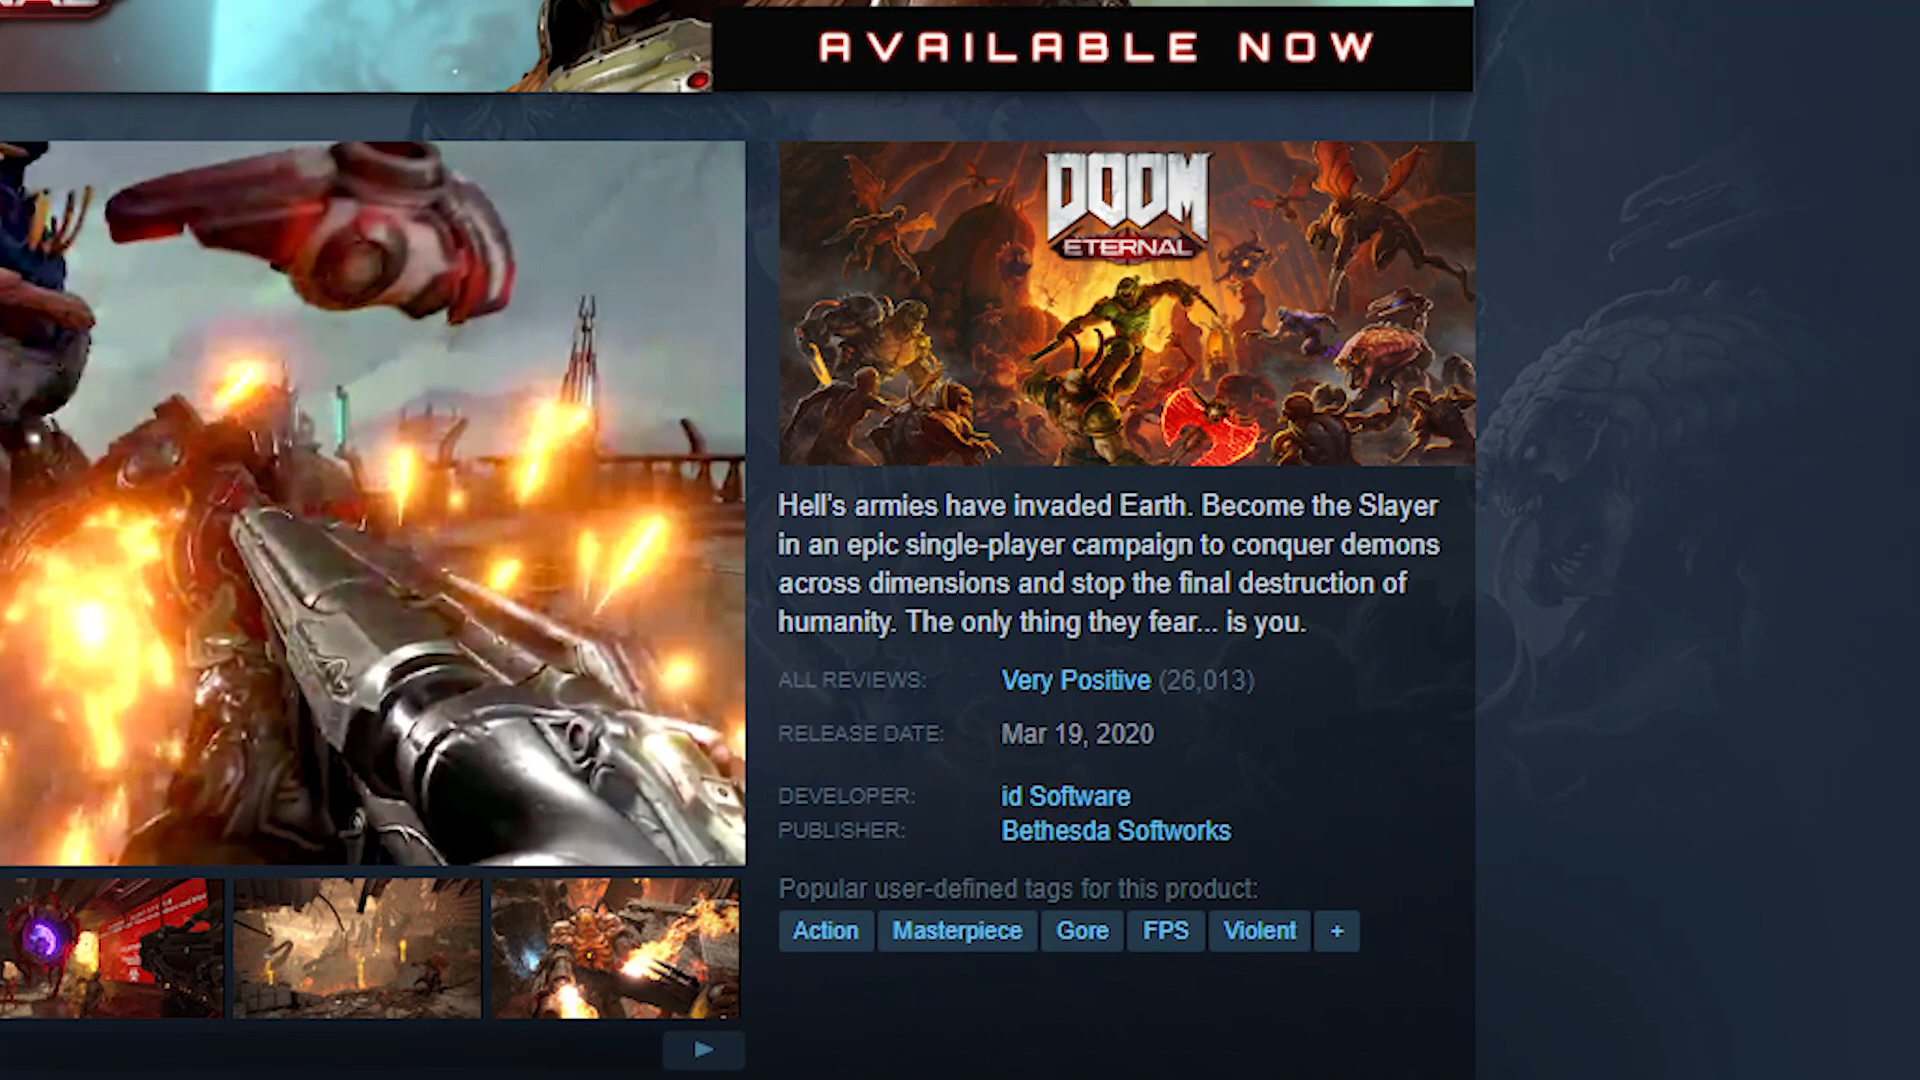 AVAILABLE NOW
DOOM
ETERNAL
Hell's armies have invaded Earth. Become the Slayer
in an epic single-player campaign to conquer demons
across dimensions and stop the final destruction of
humanity. The only thing they fear... is you.
ALL REVIEWS: Very Positive (26,013)
RELEASE DATE: Mar 19, 2020
DEVELOPER: id Software
PUBLISHER: Bethesda Softworks
Popular user-defined tags for this product:
Action Masterpiece Gore FPS Violent +